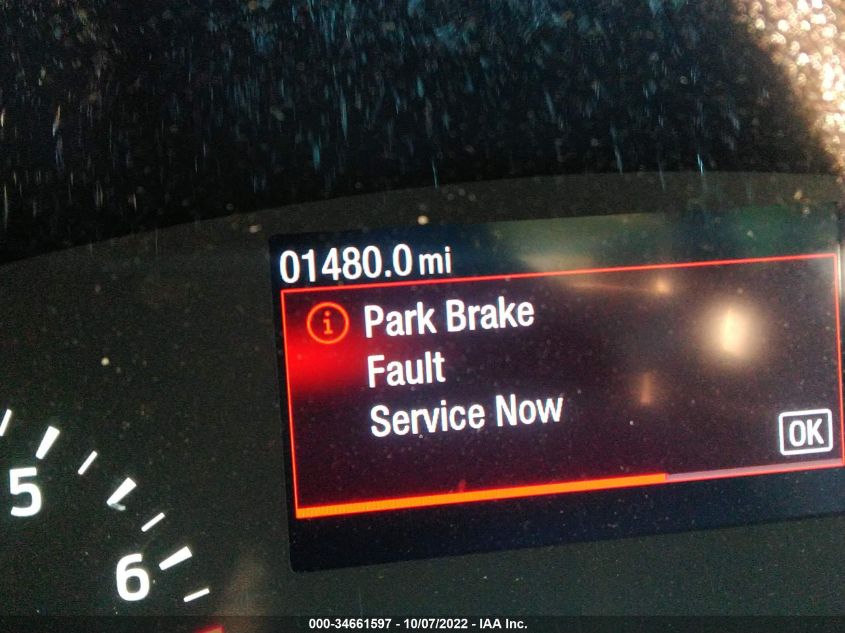 01480.0 mi
i Park Brake
Fault
Service Now
OK
5
6
000-34661597 - 10/07/2022 - IAA Inc.